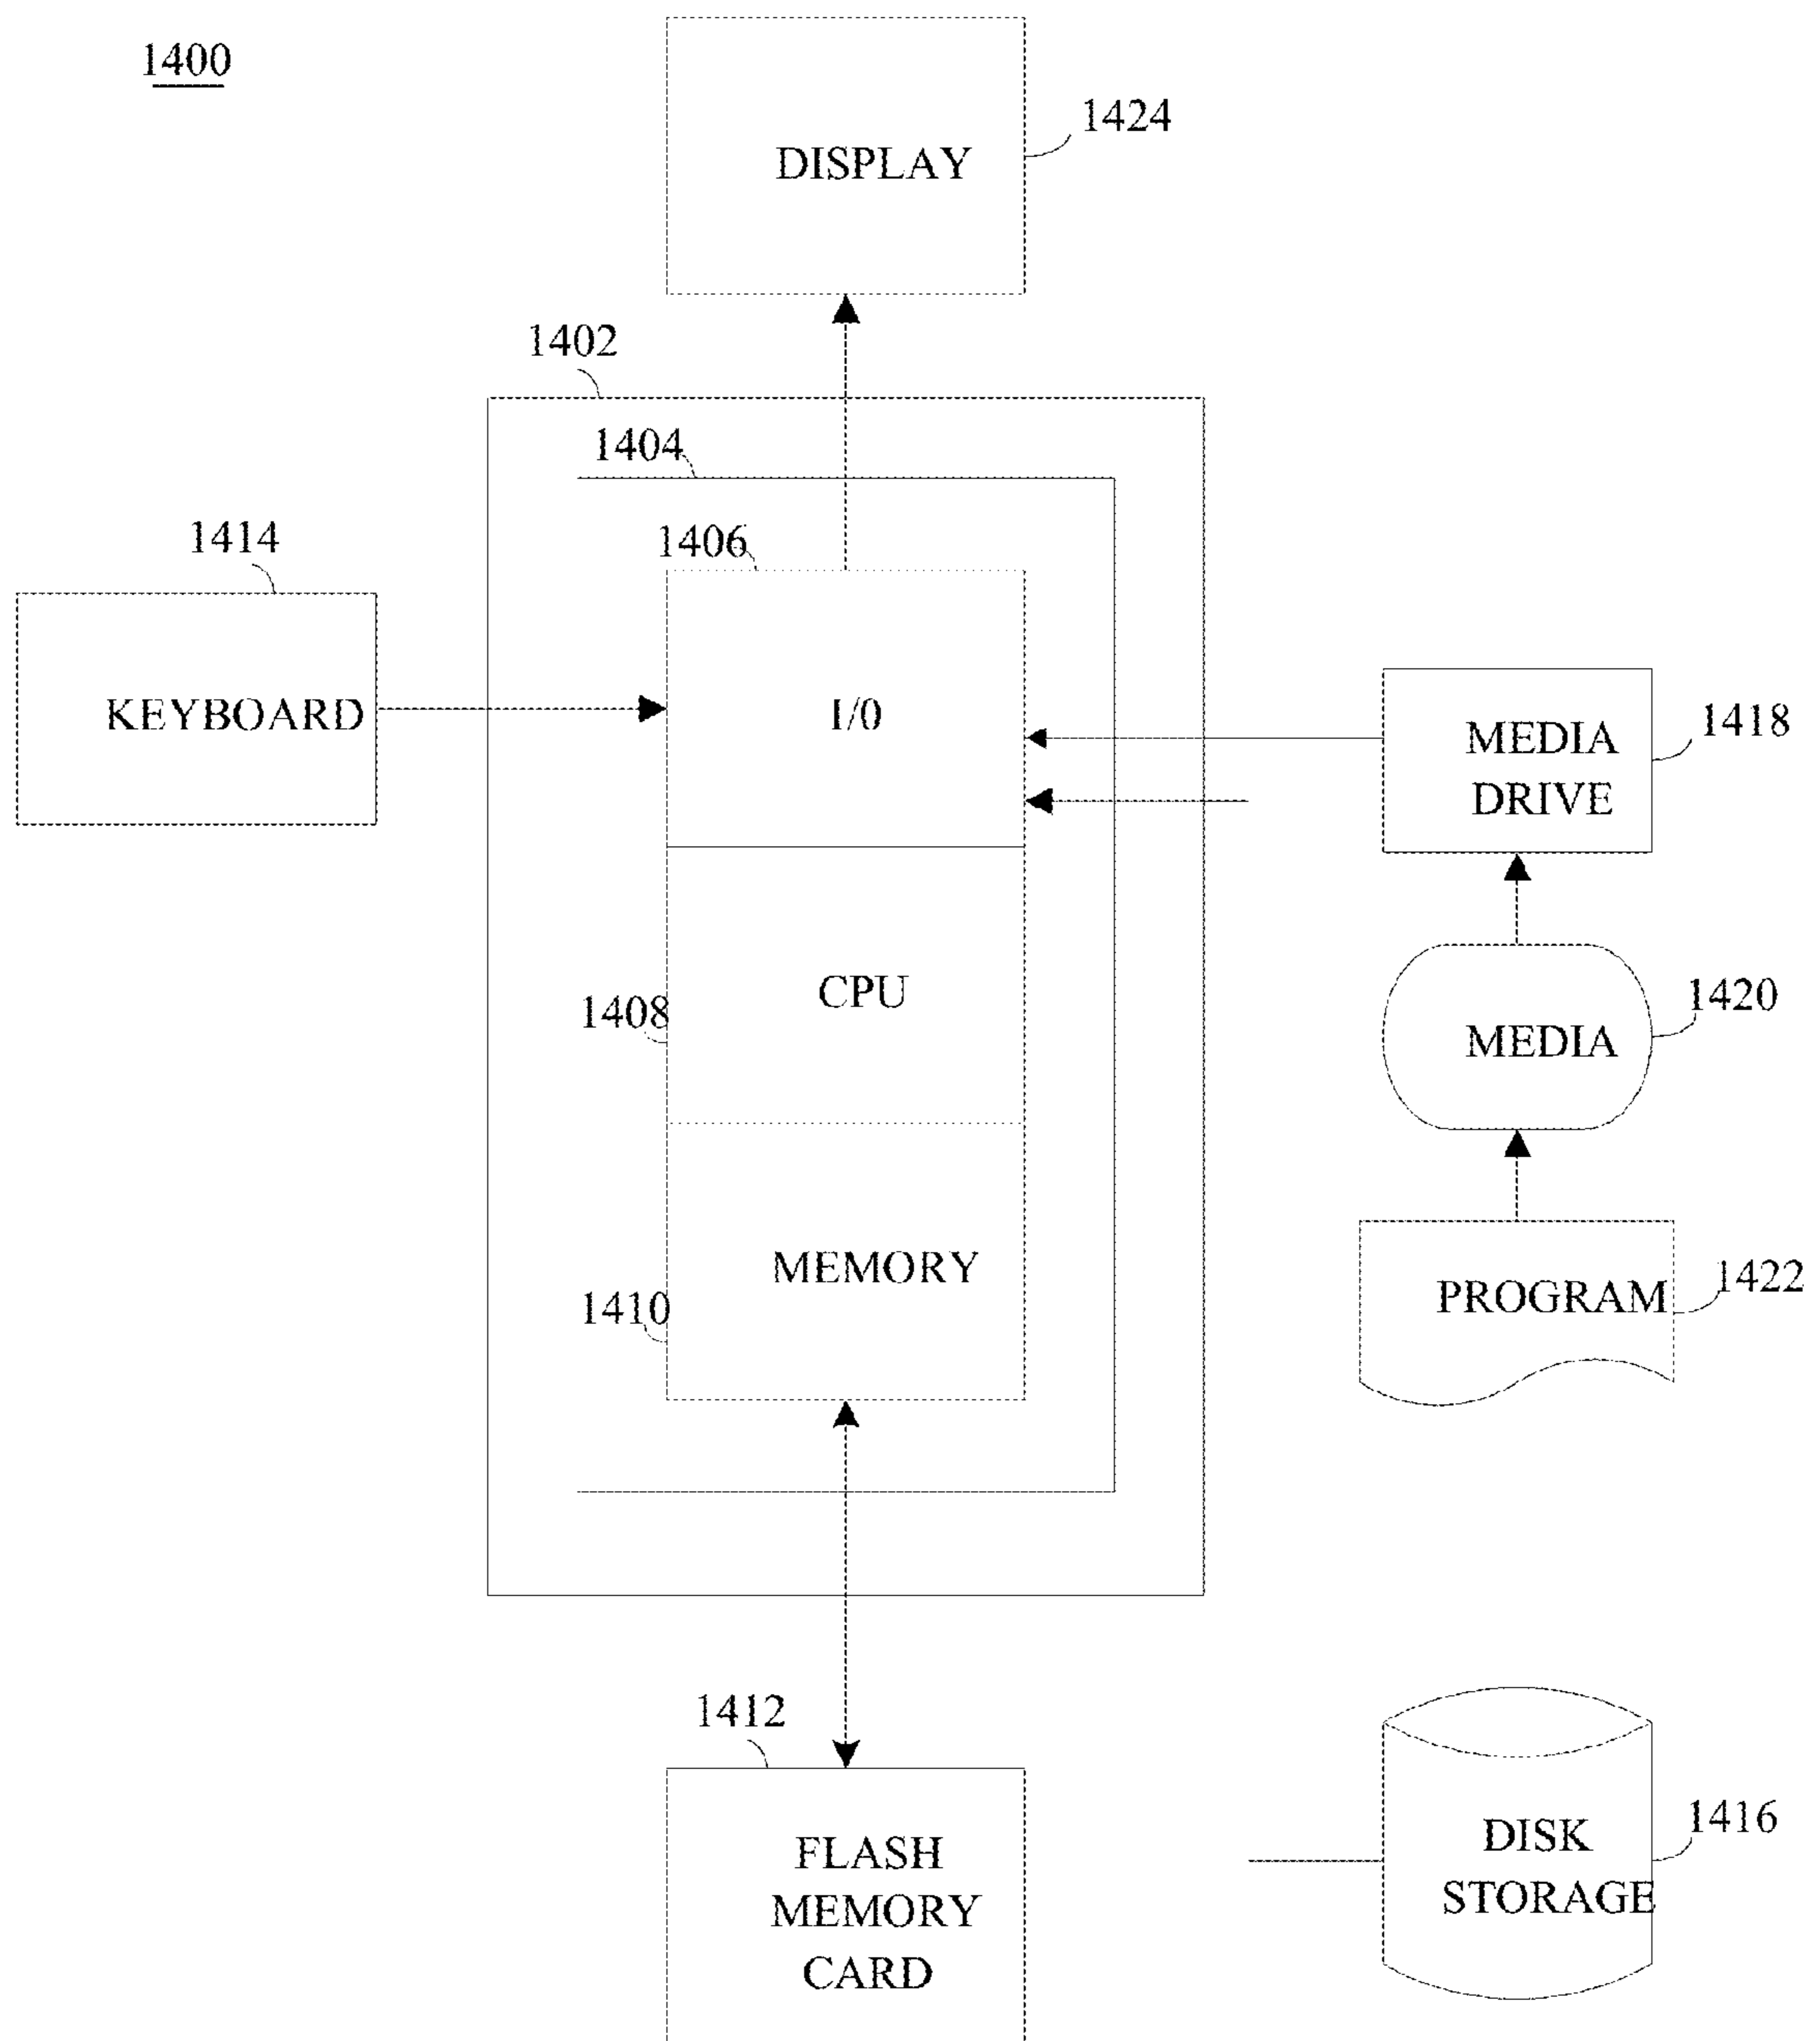 1400
1424
DISPLAY
1402
1404
1406
1414
KEYBOARD
I/0
1418
MEDIA
DRIVE
CPU
1408
1420
MEDIA
MEMORY
1410
1422
PROGRAM
1412
FLASH
MEMORY
CARD
1416
DISK
STORAGE